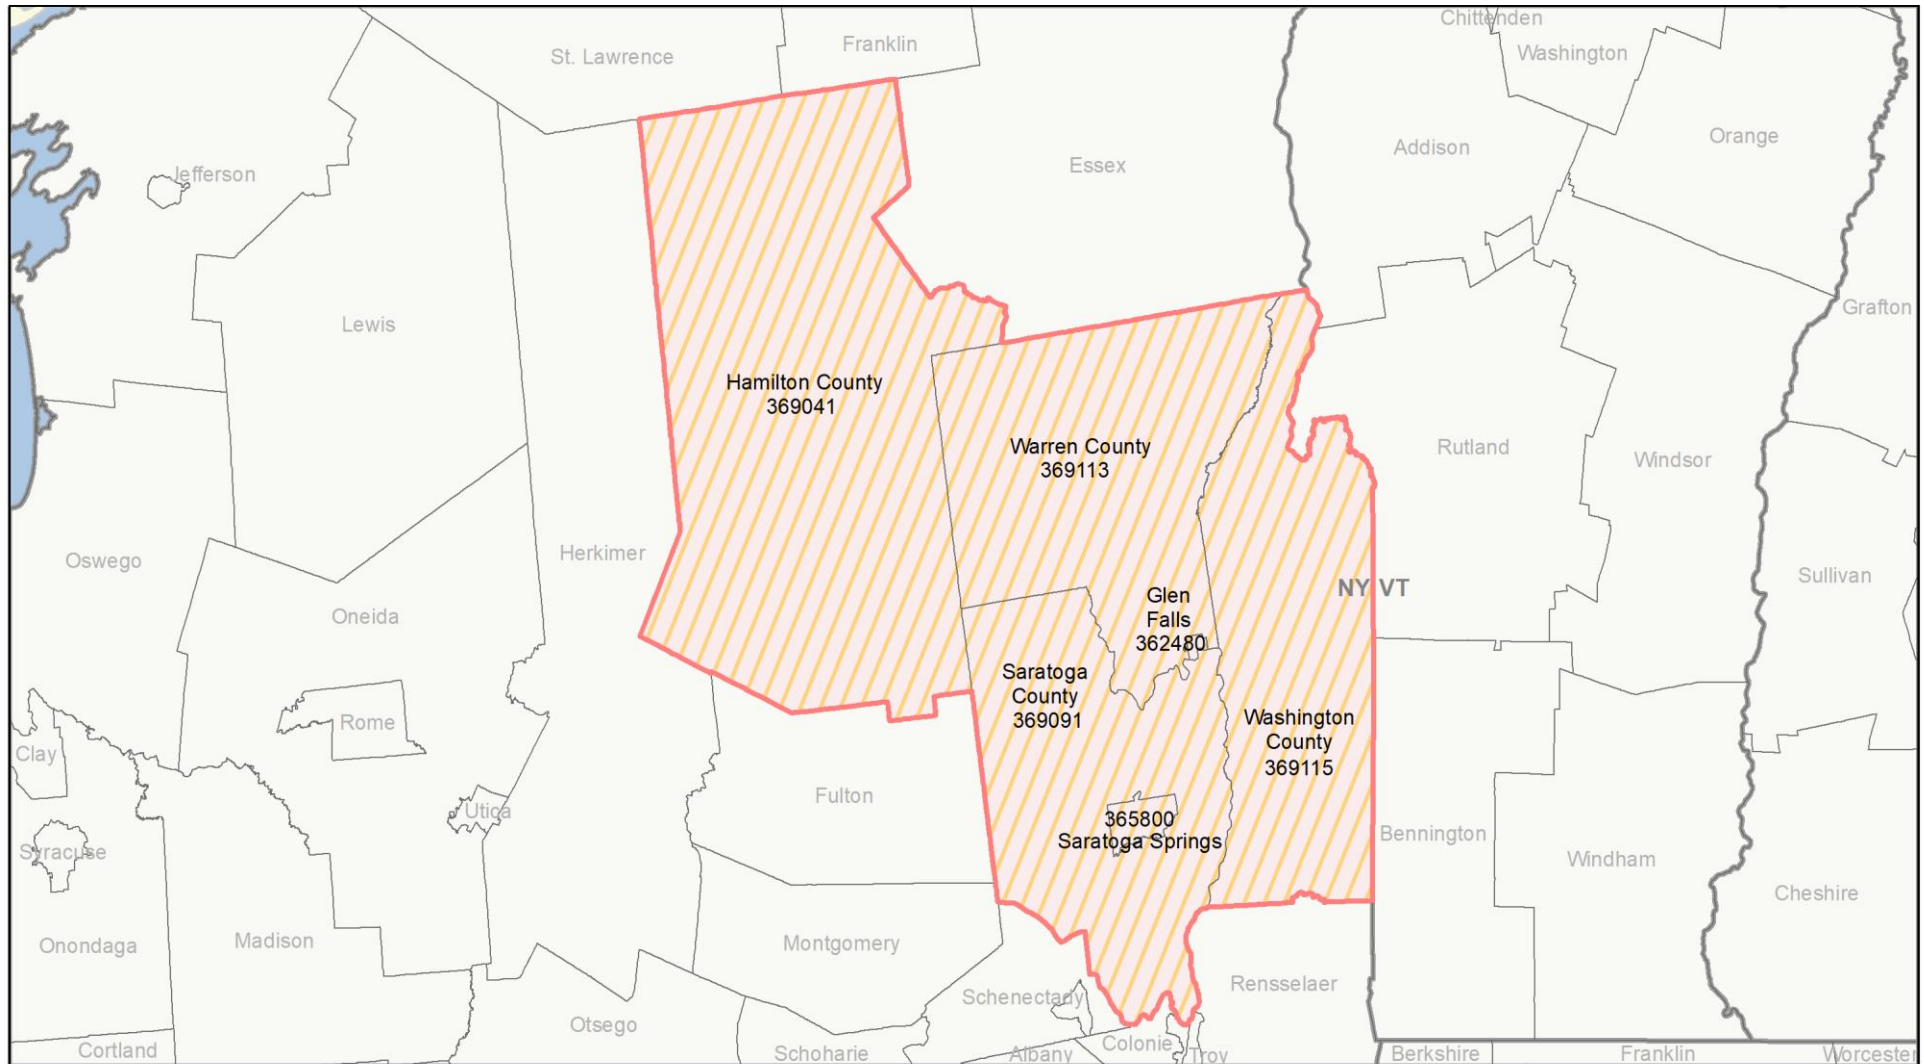 Chittenden
Franklin
St. Lawrence
Washington
Orange
Addison
Essex
Jefferson
Grafton
Lewis
Hamilton County
369041
Warren County
369113
Rutland
Windsor
Herkimer
Oswego
Sullivan
NY VT
Glen
Falls
362480
Oneida
Saratoga
County
369091
Washington
County
369115
Rome
Clay
Fulton
Utica
365800
Saratoga Springs
Bennington
Syracuse
Windham
Cheshire
Onondaga
Madison
Montgomery
Rensselaer
Schenectady
Otsego
Colonie
Cortland
Schoharie
Albany
Troy
Berkshire
Franklin
Worcester